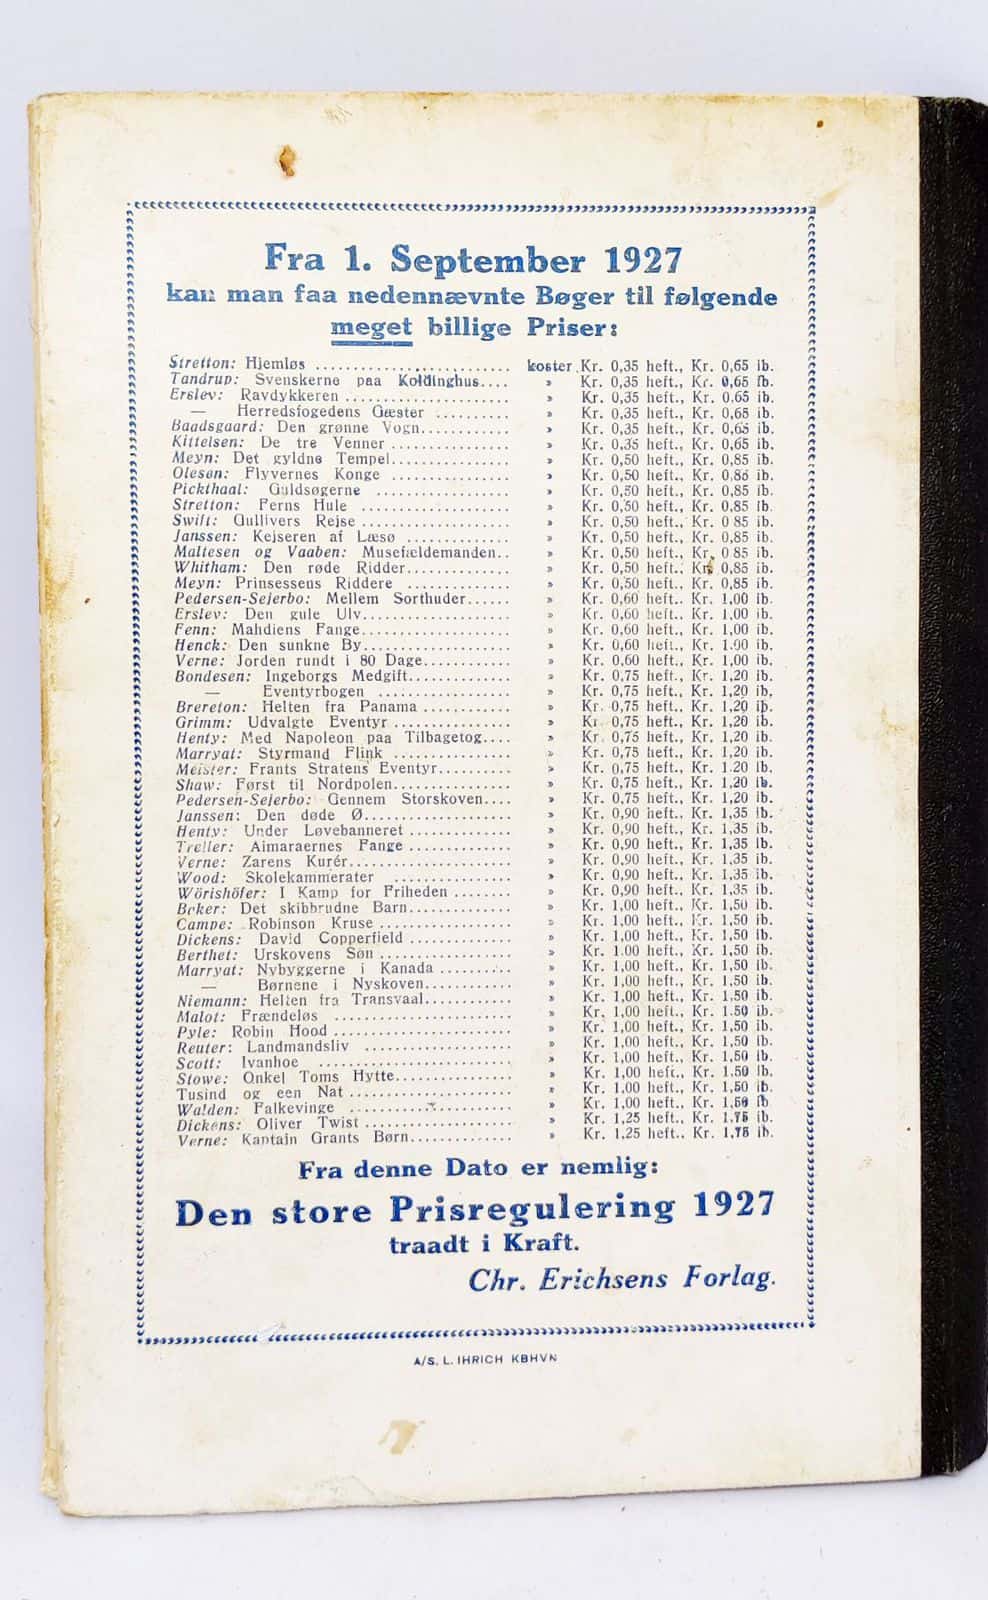 Fra 1. September 1927
kan man faa nedennævnte Bøger til følgende
meget billige Priser:
Stretton: Hjemløs .......................... koster Kr. 0,35 heft., Kr. 0,65 ib.
Tandrup: Svenskerne paa Koldinghus.... » Kr. 0,35 heft., Kr. 0,65 ib.
Erslev: Ravdykkeren ...................... » Kr. 0,35 heft., Kr. 0.65 ib.
— Herredsfogedens Gæster .......... » Kr. 0,35 heft., Kr. 0,65 ib.
Baadsgaard: Den grønne Vogn............ » Kr. 0,35 heft., Kr. 0,65 ib.
Kittelsen: De tre Venner ................ » Kr. 0,35 heft., Kr. 0,65 ib.
Meyn: Det gyldne Tempel................ » Kr. 0,50 heft., Kr. 0,85 ib.
Olesen: Flyvernes Konge ................ » Kr. 0,50 heft., Kr. 0,85 ib.
Pickthaal: Guldsøgerne .................. » Kr. 0,50 heft., Kr. 0,85 ib.
Stretton: Ferns Hule .................... » Kr. 0,50 heft., Kr. 0.85 ib.
Swift: Gullivers Rejse .................... » Kr. 0,50 heft., Kr. 0 85 ib.
Janssen: Kejseren af Læsø .............. » Kr. 0,50 heft., Kr. 0,85 ib.
Maltesen og Vaaben: Musefældemanden.. » Kr. 0,50 heft., Kr. 0 85 ib.
Whitham: Den røde Ridder.............. » Kr. 0,50 heft.. Kr. 0,85 ib.
Meyn: Prinsessens Riddere .............. » Kr. 0,50 heft., Kr. 0,85 ib.
Pedersen-Sejerbo: Mellem Sorthuder...... » Kr. 0,60 heft.. Kr. 1,00 ib.
Erslev: Den gule Ulv.................... » Kr. 0,60 heft., Kr. 1,00 ib.
Fenn: Mahdiens Fange.................... » Kr. 0,60 heft., Kr. 1,00 ib.
Henck: Den sunkne By.................... » Kr. 0,60 heft., Kr. 1.00 ib.
Verne: Jorden rundt i 80 Dage............ » Kr. 0,60 heft., Kr. 1,00 ib.
Bondesen: Ingeborgs Medgift.............. » Kr. 0,75 heft., Kr. 1,20 ib.
— Eventyrbogen .................. » Kr. 0,75 heft., Kr. 1,20 ib.
Brereton: Helten fra Panama ............ » Kr. 0,75 heft., Kr. 1,20 ib.
Grimm: Udvalgte Eventyr ................ » Kr. 0,75 heft., Kr. 1,20 ib.
Henty: Med Napoleon paa Tilbagetog.... » Kr. 0,75 heft., Kr. 1,20 ib.
Marryat: Styrmand Flink ................ » Kr. 0,75 heft., Kr. 1.20 ib.
Meister: Frants Stratens Eventyr.......... » Kr. 0,75 heft., Kr. 1.20 ib.
Shaw: Først til Nordpolen................ » Kr. 0,75 heft., Kr. 1,20 ib.
Pedersen-Sejerbo: Gennem Storskoven.... » Kr. 0,75 heft., Kr. 1,20 ib.
Janssen: Den døde Ø.................... » Kr. 0,90 heft., Kr. 1,35 ib.
Henty: Under Løvebanneret .............. » Kr. 0,90 heft., Kr. 1,35 ib.
Treller: Aimaraernes Fange .............. » Kr. 0,90 heft., Kr. 1,35 ib.
Verne: Zarens Kurér...................... » Kr. 0,90 heft., Kr. 1.35 ib.
Wood: Skolekammerater ................ » Kr. 0,90 heft., Kr. 1.35 ib.
Wörishöfer: I Kamp for Friheden ........ » Kr. 0,90 heft., Kr. 1,35 ib.
Beker: Det skibbrudne Barn.............. » Kr. 1,00 heft., Kr. 1,50 ib.
Campe: Robinson Kruse .................. » Kr. 1,00 heft., Kr. 1,50 ib.
Dickens: David Copperfield .............. » Kr. 1.00 heft., Kr. 1,50 ib.
Berthet: Urskovens Søn .................. » Kr. 1,00 heft., Kr. 1,50 ib.
Marryat: Nybyggerne i Kanada .......... » Kr. 1,00 heft., Kr. 1,50 ib.
— Børnene i Nyskoven............ » Kr. 1,00 heft., Kr. 1,50 ib.
Niemann: Helten fra Transvaal............ » Kr. 1,00 heft., Kr. 1,50 ib.
Malot: Frændeløs ........................ » Kr. 1,00 heft., Kr. 1.50 ib.
Pyle: Robin Hood ........................ » Kr. 1,00 heft., Kr. 1,50 ib.
Reuter: Landmandsliv .................... » Kr. 1,00 heft., Kr. 1,50 ib.
Scott: Ivanhoe .......................... » Kr. 1,00 heft., Kr. 1,50 ib.
Stowe: Onkel Toms Hytte................ » Kr. 1,00 heft., Kr. 1.50 ib.
Tusind og een Nat ........................ » Kr. 1,00 heft., Kr. 1,50 ib.
Walden: Falkevinge ...................... » Kr. 1,00 heft., Kr. 1,50 ib.
Dickens: Oliver Twist .................... » Kr. 1,25 heft., Kr. 1,75 ib.
Verne: Kaptain Grants Børn.............. » Kr. 1.25 heft.. Kr. 1,75 ib.
Fra denne Dato er nemlig:
Den store Prisregulering 1927
traadt i Kraft.
Chr. Erichsens Forlag.
A/S. L. IHRICH KBHVN